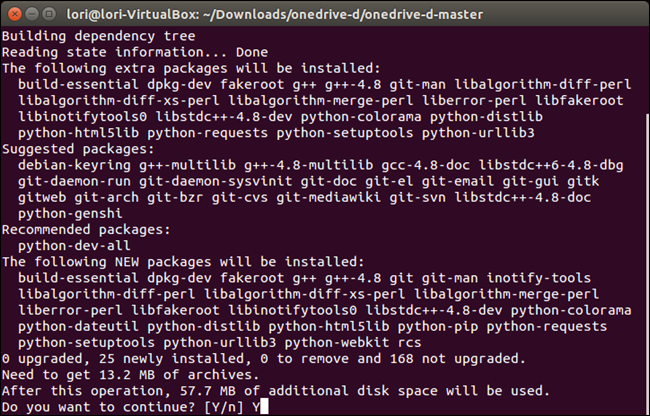 lori@lori-VirtualBox: ~/Downloads/onedrive-d/onedrive-d-master
Building dependency tree
Reading state information... Done
The following extra packages will be installed:
  build-essential dpkg-dev fakeroot g++ g++-4.8 git-man libalgorithm-diff-perl
  libalgorithm-diff-xs-perl libalgorithm-merge-perl liberror-perl libfakeroot
  libinotifytools0 libstdc++-4.8-dev python-colorama python-distlib
  python-html5lib python-requests python-setuptools python-urllib3
Suggested packages:
  debian-keyring g++-multilib g++-4.8-multilib gcc-4.8-doc libstdc++6-4.8-dbg
  git-daemon-run git-daemon-sysvinit git-doc git-el git-email git-gui gitk
  gitweb git-arch git-bzr git-cvs git-mediawiki git-svn libstdc++-4.8-doc
  python-genshi
Recommended packages:
  python-dev-all
The following NEW packages will be installed:
  build-essential dpkg-dev fakeroot g++ g++-4.8 git git-man inotify-tools
  libalgorithm-diff-perl libalgorithm-diff-xs-perl libalgorithm-merge-perl
  liberror-perl libfakeroot libinotifytools0 libstdc++-4.8-dev python-colorama
  python-dateutil python-distlib python-html5lib python-pip python-requests
  python-setuptools python-urllib3 python-webkit rcs
0 upgraded, 25 newly installed, 0 to remove and 168 not upgraded.
Need to get 13.2 MB of archives.
After this operation, 57.7 MB of additional disk space will be used.
Do you want to continue? [Y/n] Y